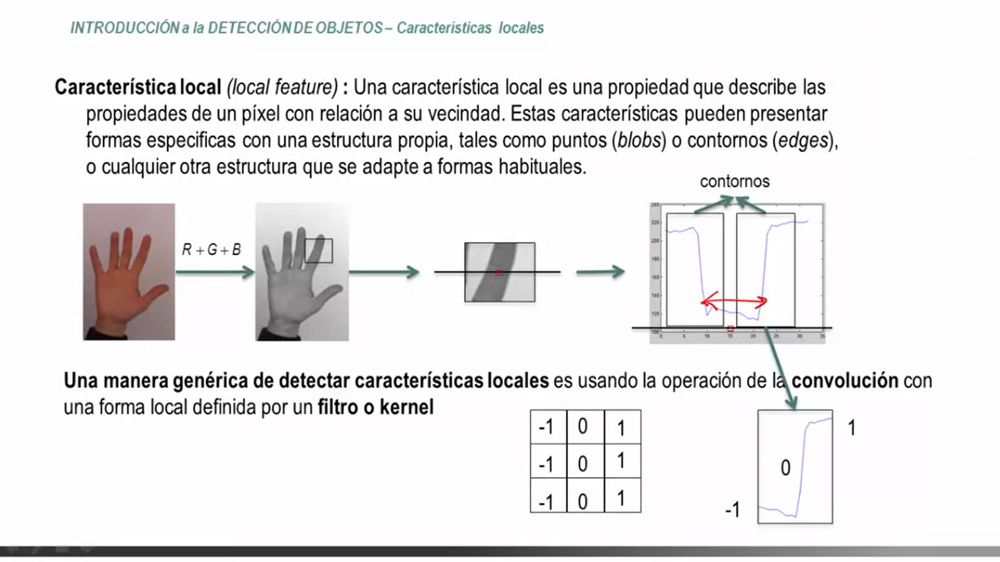 INTRODUCCIÓN a la DETECCIÓN DE OBJETOS – Características locales
Característica local (local feature) : Una característica local es una propiedad que describe las
propiedades de un píxel con relación a su vecindad. Estas características pueden presentar
formas especificas con una estructura propia, tales como puntos (blobs) o contornos (edges),
o cualquier otra estructura que se adapte a formas habituales.
contornos
R + G + B
240
220
200
180
160
140
120
100
0 5 10 15 20 25 30 35
Una manera genérica de detectar características locales es usando la operación de la convolución con
una forma local definida por un filtro o kernel
-1 0 1
-1 0 1
-1 0 1
1
0
-1